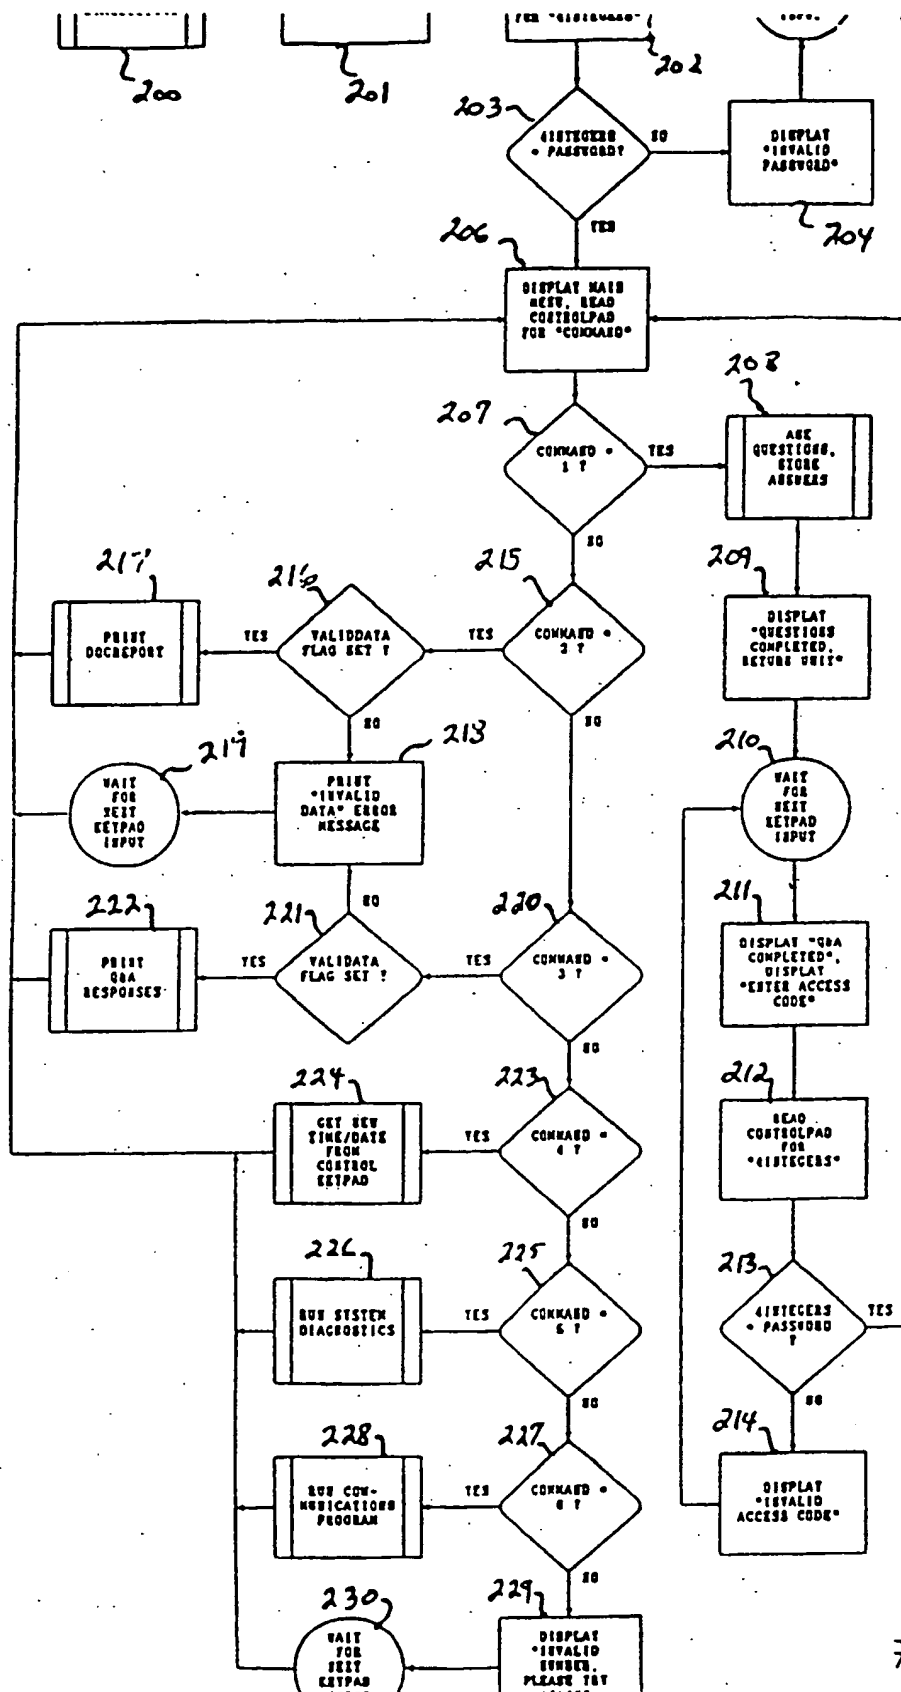 FOR "4INTEGERS"
200
201
202
203
4INTEGERS
= PASSWORD?
NO
DISPLAY
"INVALID
PASSWORD"
204
YES
206
DISPLAY MAIN
MENU, READ
CONTROLPAD
FOR "COMMAND"
207
COMMAND =
1 ?
YES
208
ASK
QUESTIONS,
STORE
ANSWERS
NO
209
DISPLAY
"QUESTIONS
COMPLETED,
RETURN UNIT"
215
COMMAND =
2 ?
YES
216
VALIDDATA
FLAG SET ?
YES
217
PRINT
DOCREPORT
NO
NO
218
PRINT
"INVALID
DATA" ERROR
MESSAGE
219
WAIT
FOR
NEXT
KEYPAD
INPUT
210
WAIT
FOR
NEXT
KEYPAD
INPUT
NO
220
COMMAND =
3 ?
YES
221
VALIDATA
FLAG SET ?
YES
222
PRINT
Q&A
RESPONSES
211
DISPLAY "Q&A
COMPLETED",
DISPLAY
"ENTER ACCESS
CODE"
NO
223
COMMAND =
4 ?
YES
224
GET NEW
TIME/DATE
FROM
CONTROL
KEYPAD
212
READ
CONTROLPAD
FOR
"4INTEGERS"
NO
225
COMMAND =
5 ?
YES
226
RUN SYSTEM
DIAGNOSTICS
213
4INTEGERS
= PASSWORD
?
YES
NO
NO
227
COMMAND =
6 ?
YES
228
RUN COM-
MUNICATIONS
PROGRAM
214
DISPLAY
"INVALID
ACCESS CODE"
NO
229
DISPLAY
"INVALID
NUMBER,
PLEASE TRY
230
WAIT
FOR
NEXT
KEYPAD